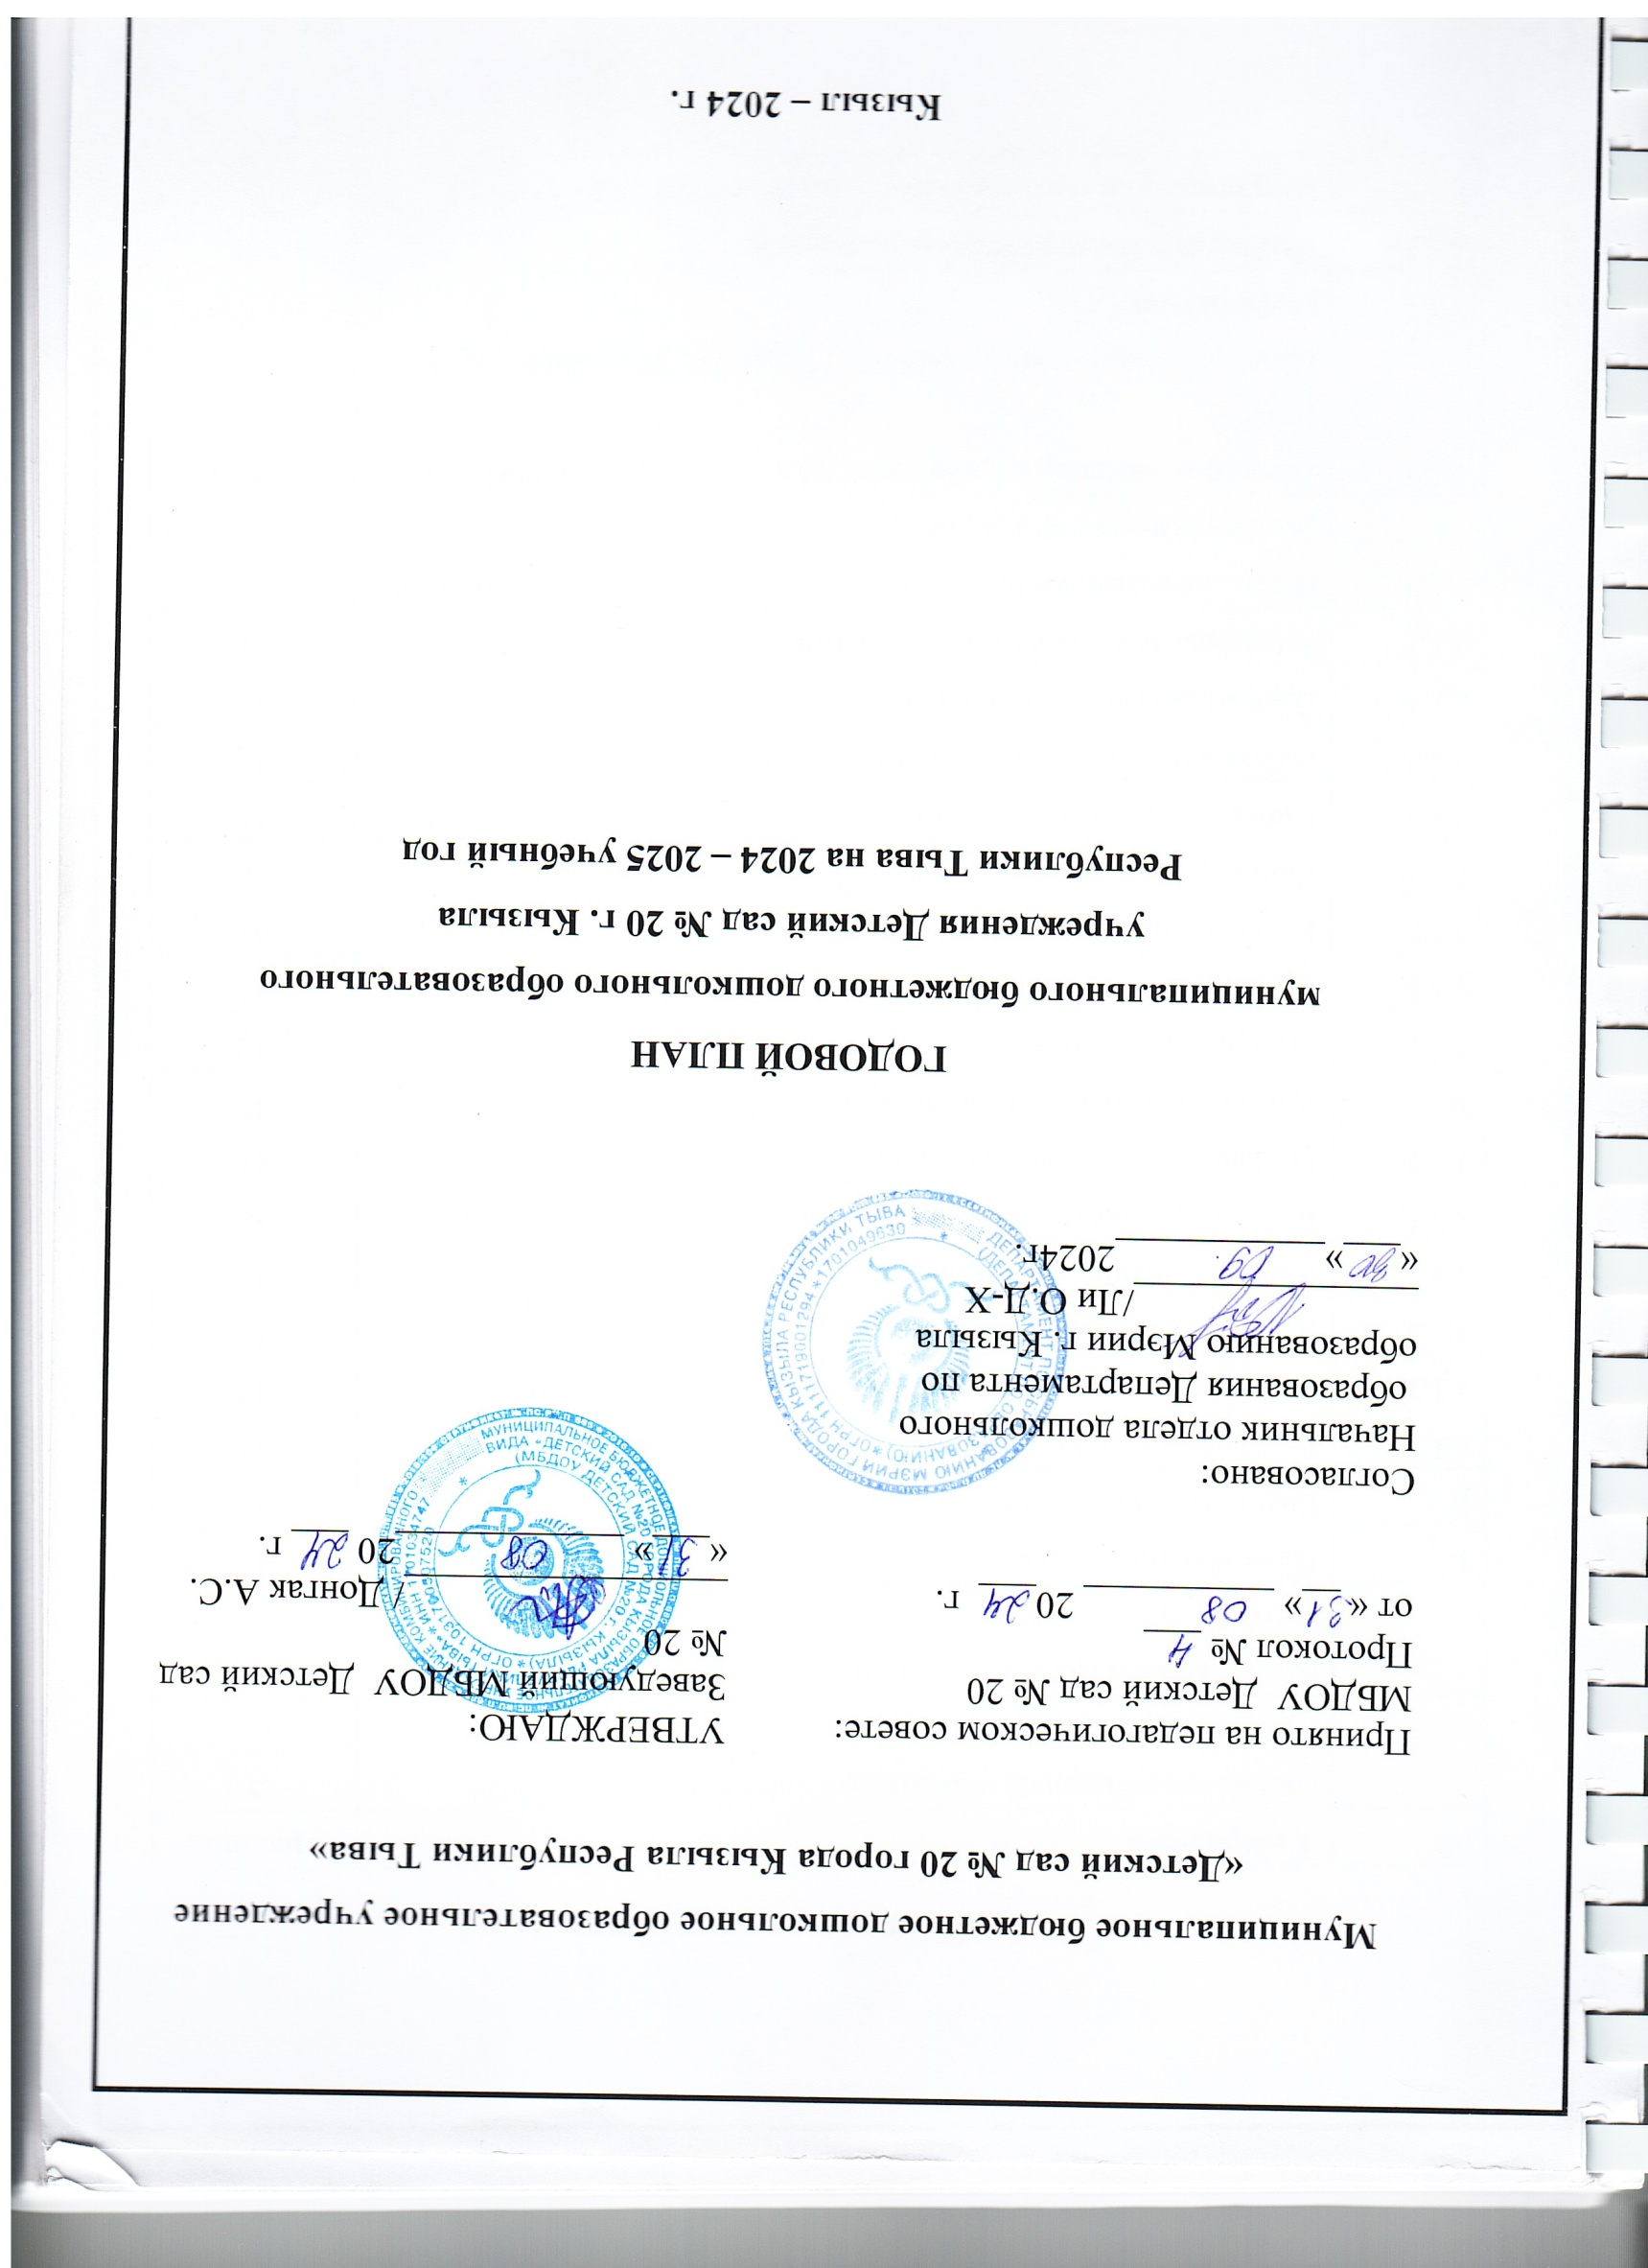 Муниципальное бюджетное дошкольное образовательное учреждение
«Детский сад № 20 города Кызыла Республики Тыва»
Принято на педагогическом совете:
МБДОУ Детский сад № 20
Протокол № 4
от «31» 08 2024 г.
УТВЕРЖДАЮ:
Заведующий МБДОУ Детский сад
№ 20
/ Донгак А.С.
«31» 08 2024 г.
Согласовано:
Начальник отдела дошкольного
образования Департамента по
образованию Мэрии г. Кызыла
/Ли О.Д-Х
« » 09. 2024г.
ГОДОВОЙ ПЛАН
муниципального бюджетного дошкольного образовательного
учреждения Детский сад № 20 г. Кызыла
Республики Тыва на 2024 – 2025 учебный год
Кызыл – 2024 г.